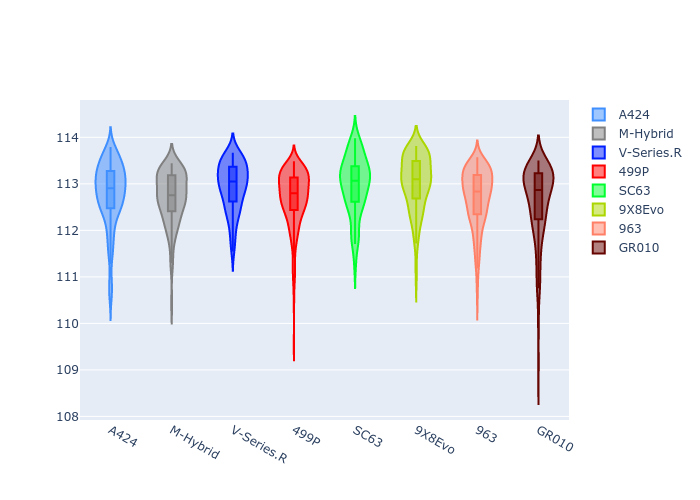 114
113
112
111
110
109
108
A424
M-Hybrid
V-Series.R
499P
SC63
9X8Evo
963
GR010
A424
M-Hybrid
V-Series.R
499P
SC63
9X8Evo
963
GR010